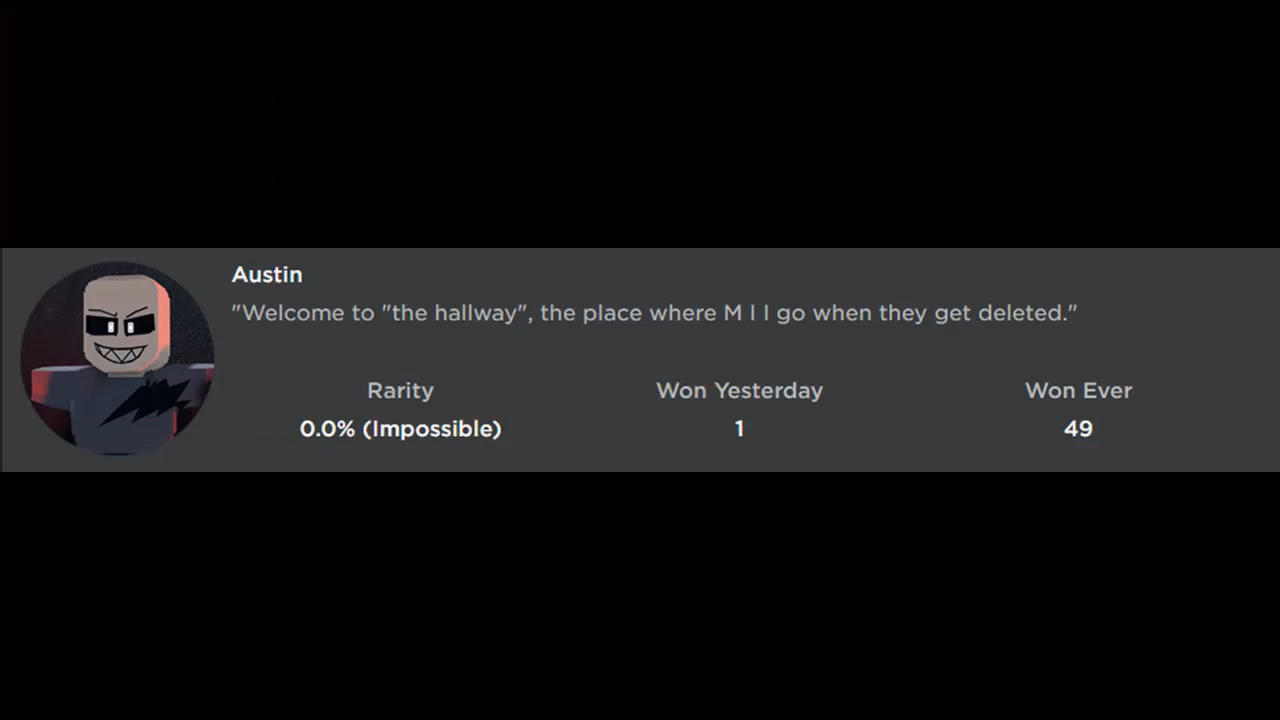 Austin
"Welcome to "the hallway", the place where M I I go when they get deleted."
Rarity Won Yesterday Won Ever
0.0% (Impossible) 1 49